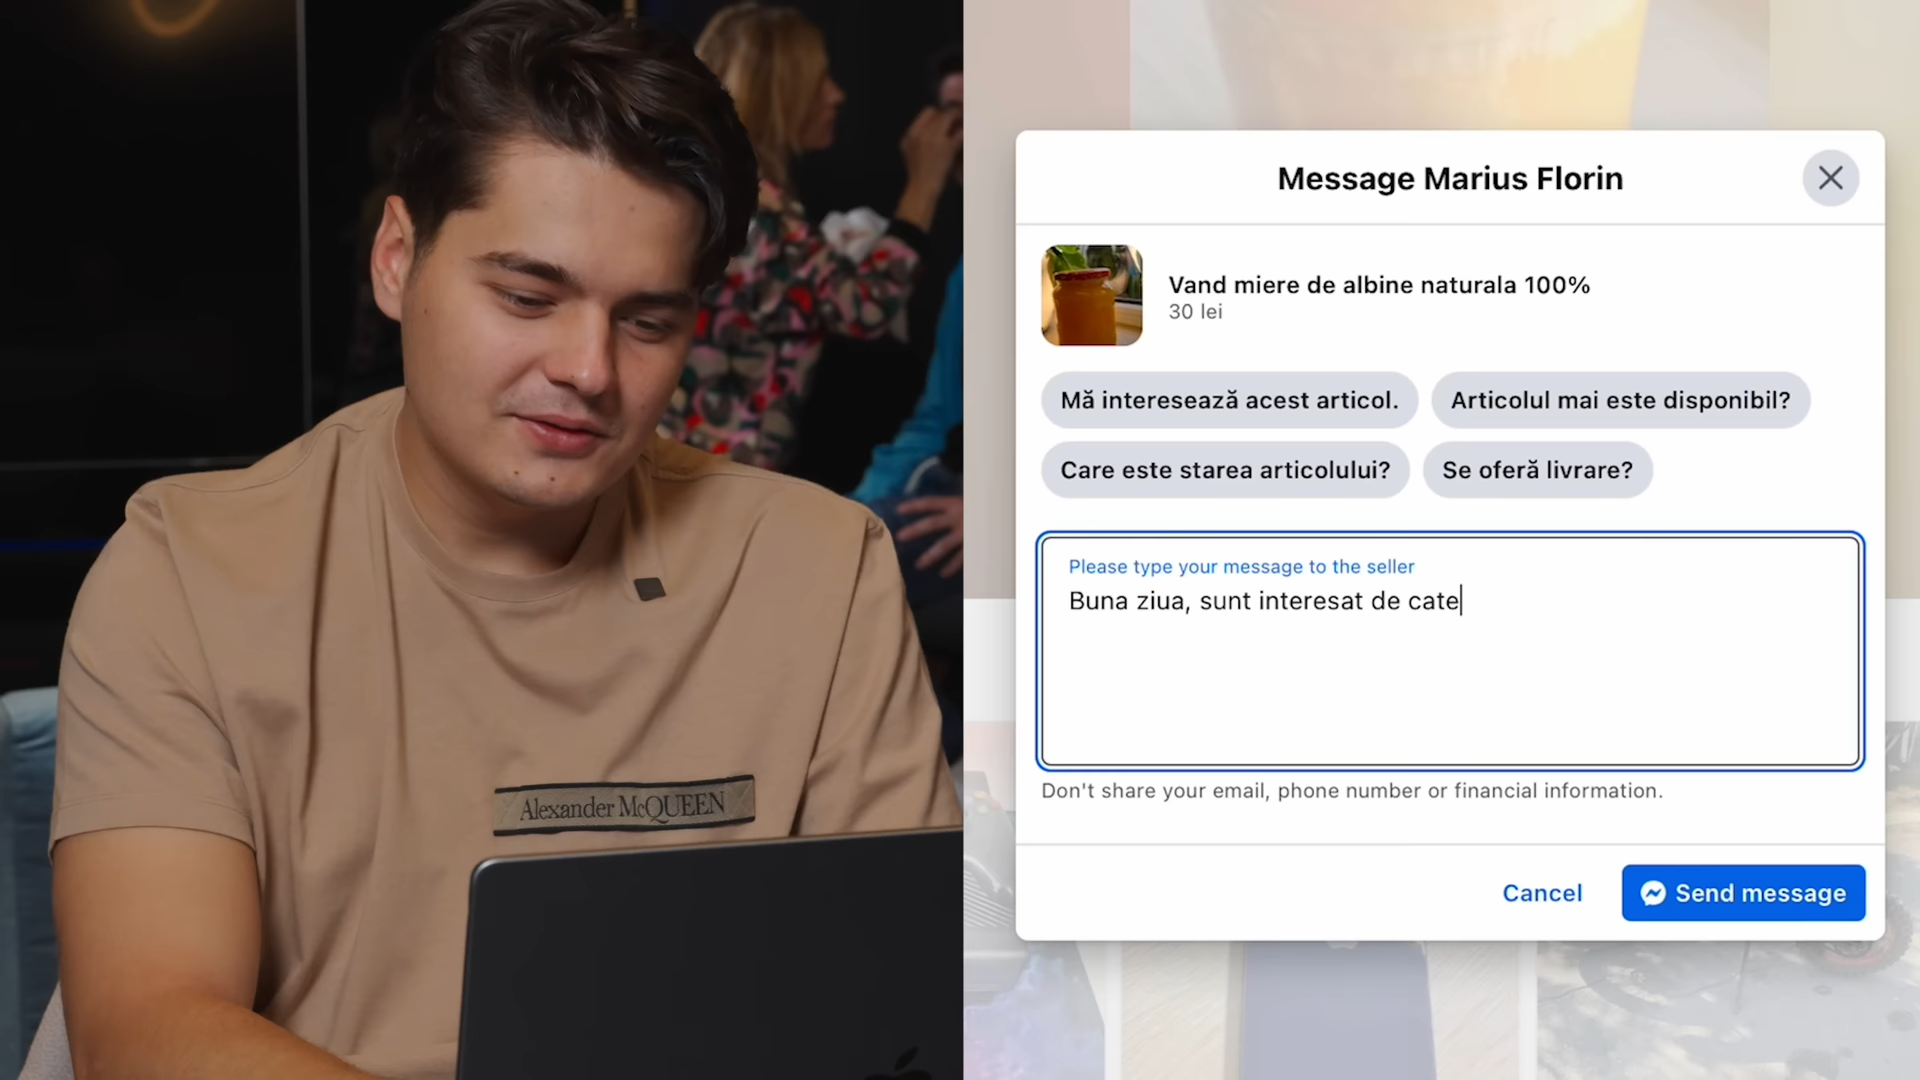 Alexander McQUEEN
Message Marius Florin
Vand miere de albine naturala 100%
30 lei
Mă interesează acest articol.
Articolul mai este disponibil?
Care este starea articolului?
Se oferă livrare?
Please type your message to the seller
Buna ziua, sunt interesat de cate
Don't share your email, phone number or financial information.
Cancel
Send message